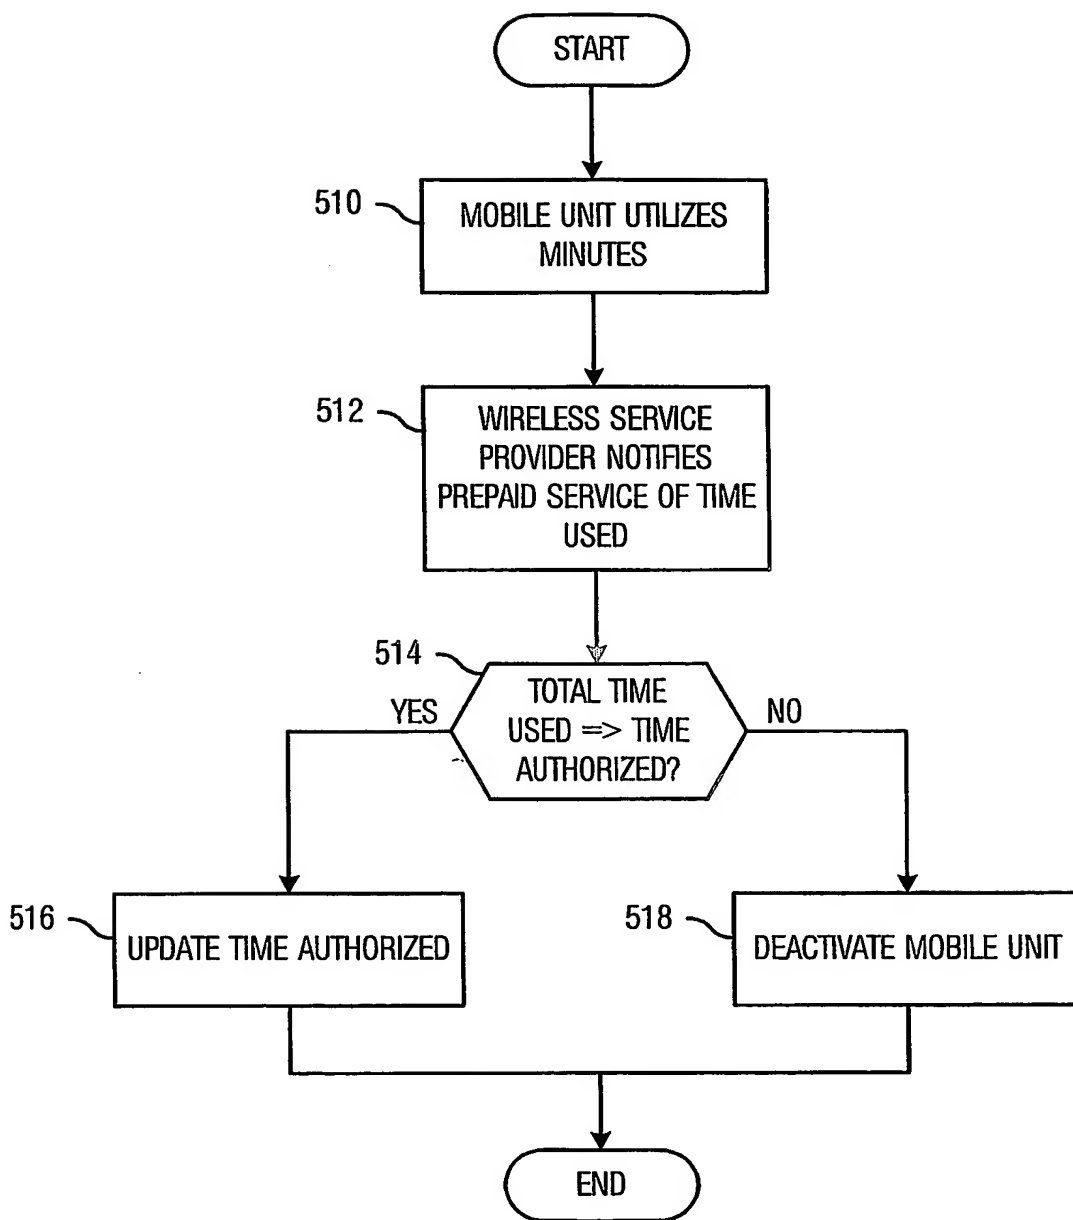 START
510
MOBILE UNIT UTILIZES
MINUTES
512
WIRELESS SERVICE
PROVIDER NOTIFIES
PREPAID SERVICE OF TIME
USED
514
TOTAL TIME
USED => TIME
AUTHORIZED?
YES
NO
516
UPDATE TIME AUTHORIZED
518
DEACTIVATE MOBILE UNIT
END